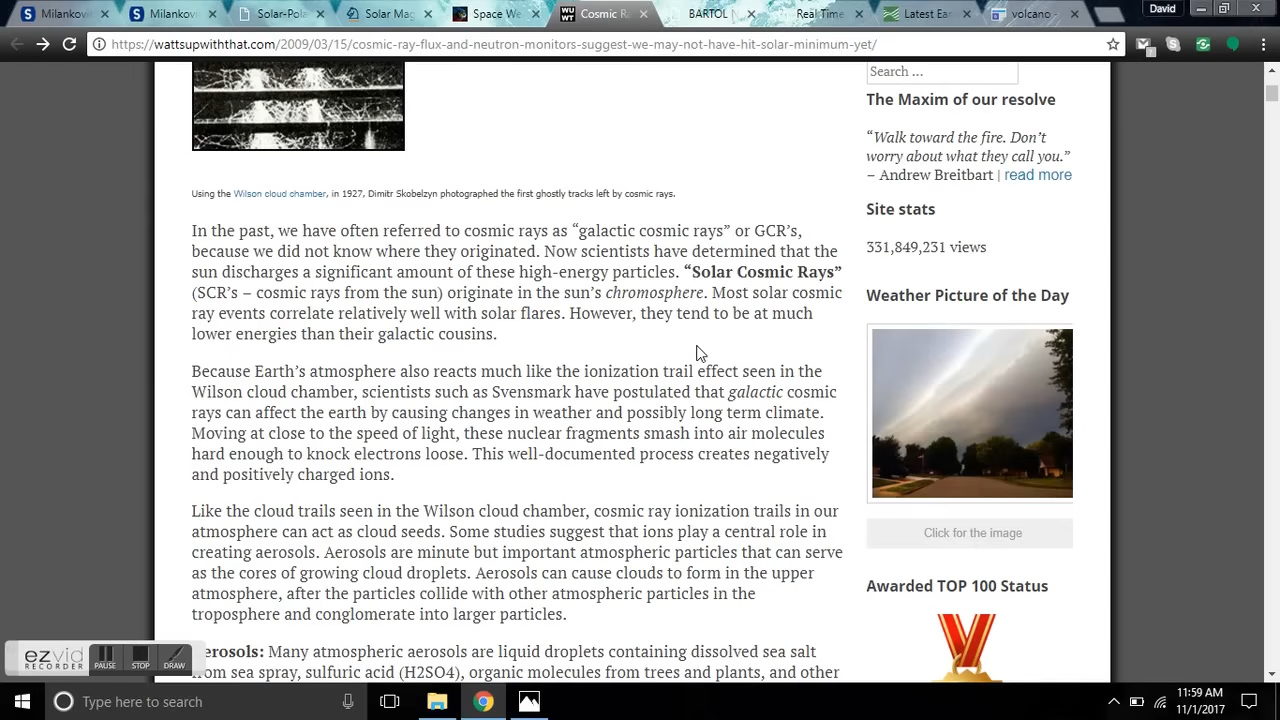 Milankovi
Milankovi
Solar-Pola
Solar Mag
Space We
Cosmic Ra
BARTOL N
Real Time
Latest Ear
volcano -
David
https://wattsupwiththat.com/2009/03/15/cosmic-ray-flux-and-neutron-monitors-suggest-we-may-not-have-hit-solar-minimum-yet/
Using the Wilson cloud chamber, in 1927, Dimitr Skobelzyn photographed the first ghostly tracks left by cosmic rays.
In the past, we have often referred to cosmic rays as “galactic cosmic rays” or GCR’s,
because we did not know where they originated. Now scientists have determined that the
sun discharges a significant amount of these high-energy particles. “Solar Cosmic Rays”
(SCR’s – cosmic rays from the sun) originate in the sun’s chromosphere. Most solar cosmic
ray events correlate relatively well with solar flares. However, they tend to be at much
lower energies than their galactic cousins.
Because Earth’s atmosphere also reacts much like the ionization trail effect seen in the
Wilson cloud chamber, scientists such as Svensmark have postulated that galactic cosmic
rays can affect the earth by causing changes in weather and possibly long term climate.
Moving at close to the speed of light, these nuclear fragments smash into air molecules
hard enough to knock electrons loose. This well-documented process creates negatively
and positively charged ions.
Like the cloud trails seen in the Wilson cloud chamber, cosmic ray ionization trails in our
atmosphere can act as cloud seeds. Some studies suggest that ions play a central role in
creating aerosols. Aerosols are minute but important atmospheric particles that can serve
as the cores of growing cloud droplets. Aerosols can cause clouds to form in the upper
atmosphere, after the particles collide with other atmospheric particles in the
troposphere and conglomerate into larger particles.
erosols: Many atmospheric aerosols are liquid droplets containing dissolved sea salt
from sea spray, sulfuric acid (H2SO4), organic molecules from trees and plants, and other
Search ...
The Maxim of our resolve
“Walk toward the fire. Don’t
worry about what they call you.”
– Andrew Breitbart | read more
Site stats
331,849,231 views
Weather Picture of the Day
Click for the image
Awarded TOP 100 Status
ezvid
RECORDER
PAUSE
STOP
DRAW
Type here to search
11:59 AM
11/1/2017